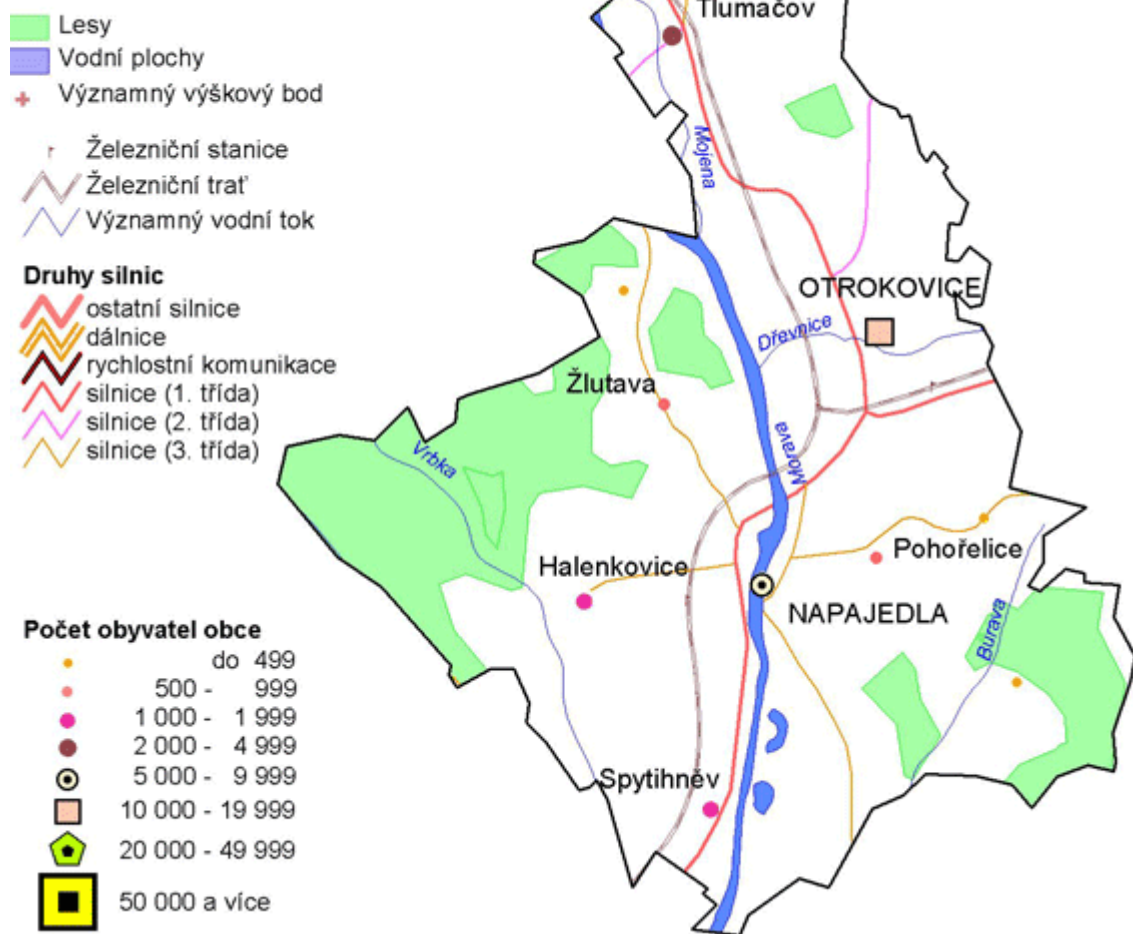 Lesy
Vodní plochy
Významný výškový bod
Železniční stanice
Železniční trať
Významný vodní tok
Druhy silnic
ostatní silnice
dálnice
rychlostní komunikace
silnice (1. třída)
silnice (2. třída)
silnice (3. třída)
Počet obyvatel obce
do 499
500 - 999
1 000 - 1 999
2 000 - 4 999
5 000 - 9 999
10 000 - 19 999
20 000 - 49 999
50 000 a více
Tlumačov
Mojena
OTROKOVICE
Dřevnice
Žlutava
Morava
Vrbka
Halenkovice
Pohořelice
NAPAJEDLA
Burava
Spytihněv